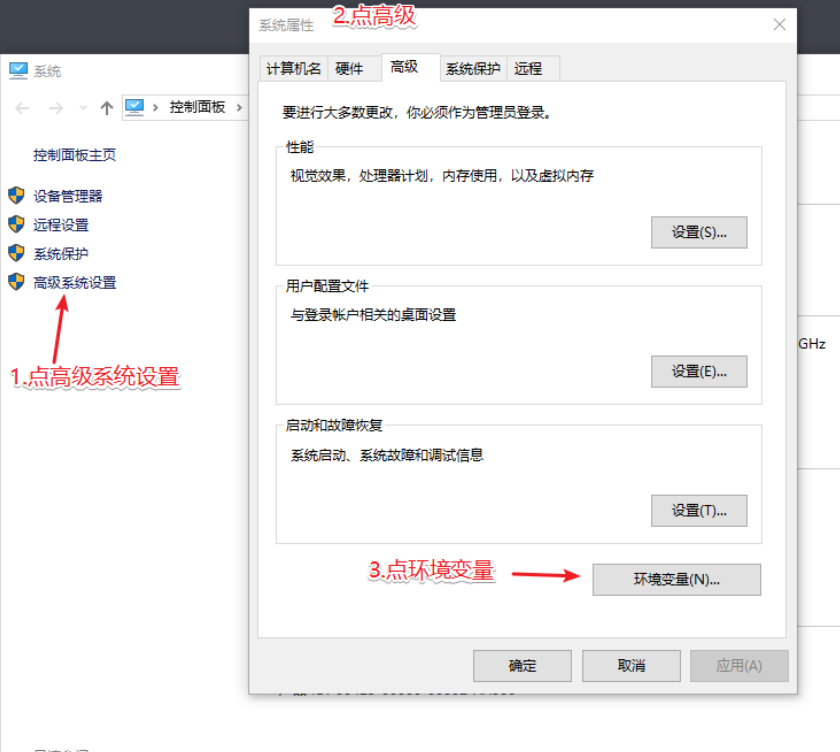 2.点高级
系统属性
系统
计算机名 硬件 高级 系统保护 远程
控制面板
要进行大多数更改，你必须作为管理员登录。
控制面板主页
性能
视觉效果，处理器计划，内存使用，以及虚拟内存
设备管理器
远程设置
设置(S)...
系统保护
高级系统设置
用户配置文件
与登录帐户相关的桌面设置
GHz
设置(E)...
1.点高级系统设置
启动和故障恢复
系统启动、系统故障和调试信息
设置(T)...
3.点环境变量
环境变量(N)...
确定 取消 应用(A)